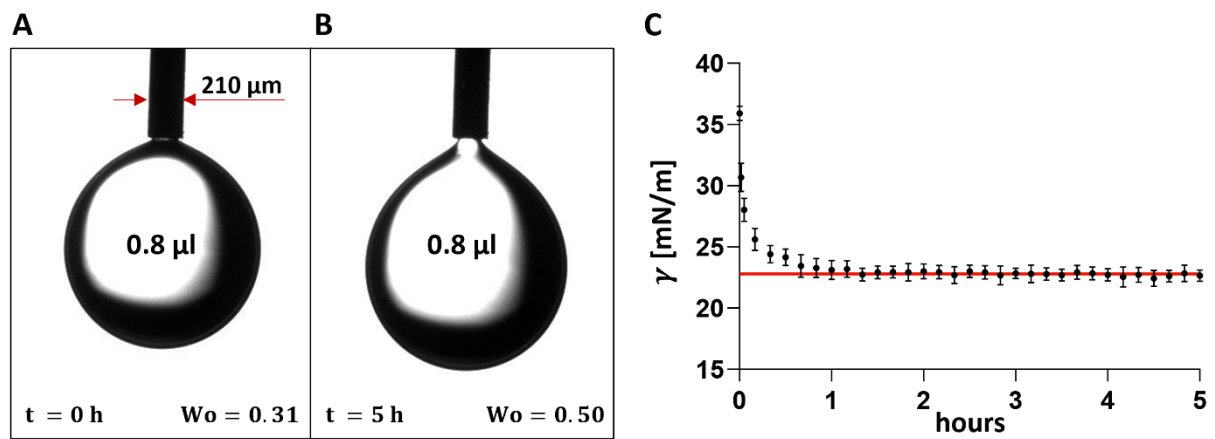 A
B
C
210 μm
0.8 μl
0.8 μl
t = 0 h
Wo = 0.31
t = 5 h
Wo = 0.50
γ [mN/m]
40
35
30
25
20
15
0
1
2
3
4
5
hours